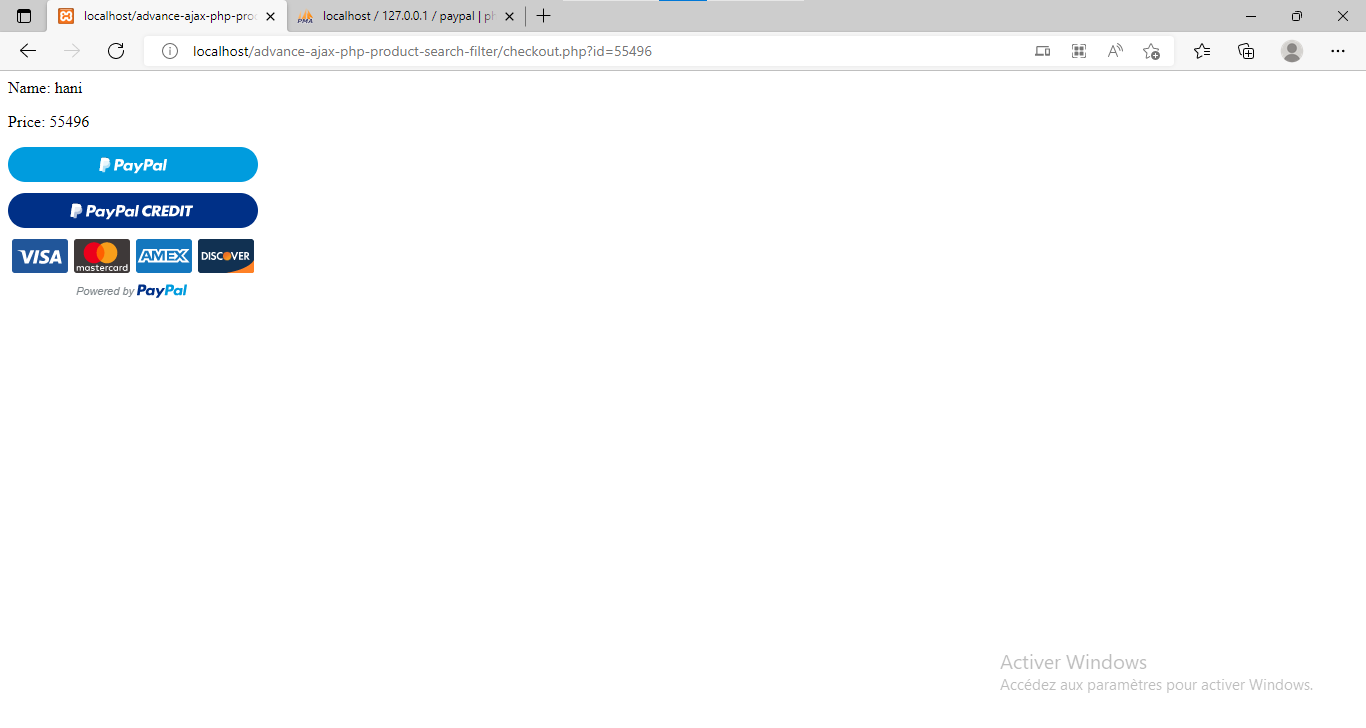 localhost/advance-ajax-php-pro
localhost / 127.0.0.1 / paypal | ph
localhost/advance-ajax-php-product-search-filter/checkout.php?id=55496
Name: hani
Price: 55496
PayPal
PayPal CREDIT
VISA mastercard AMEX DISCOVER
Powered by PayPal
Activer Windows
Accédez aux paramètres pour activer Windows.